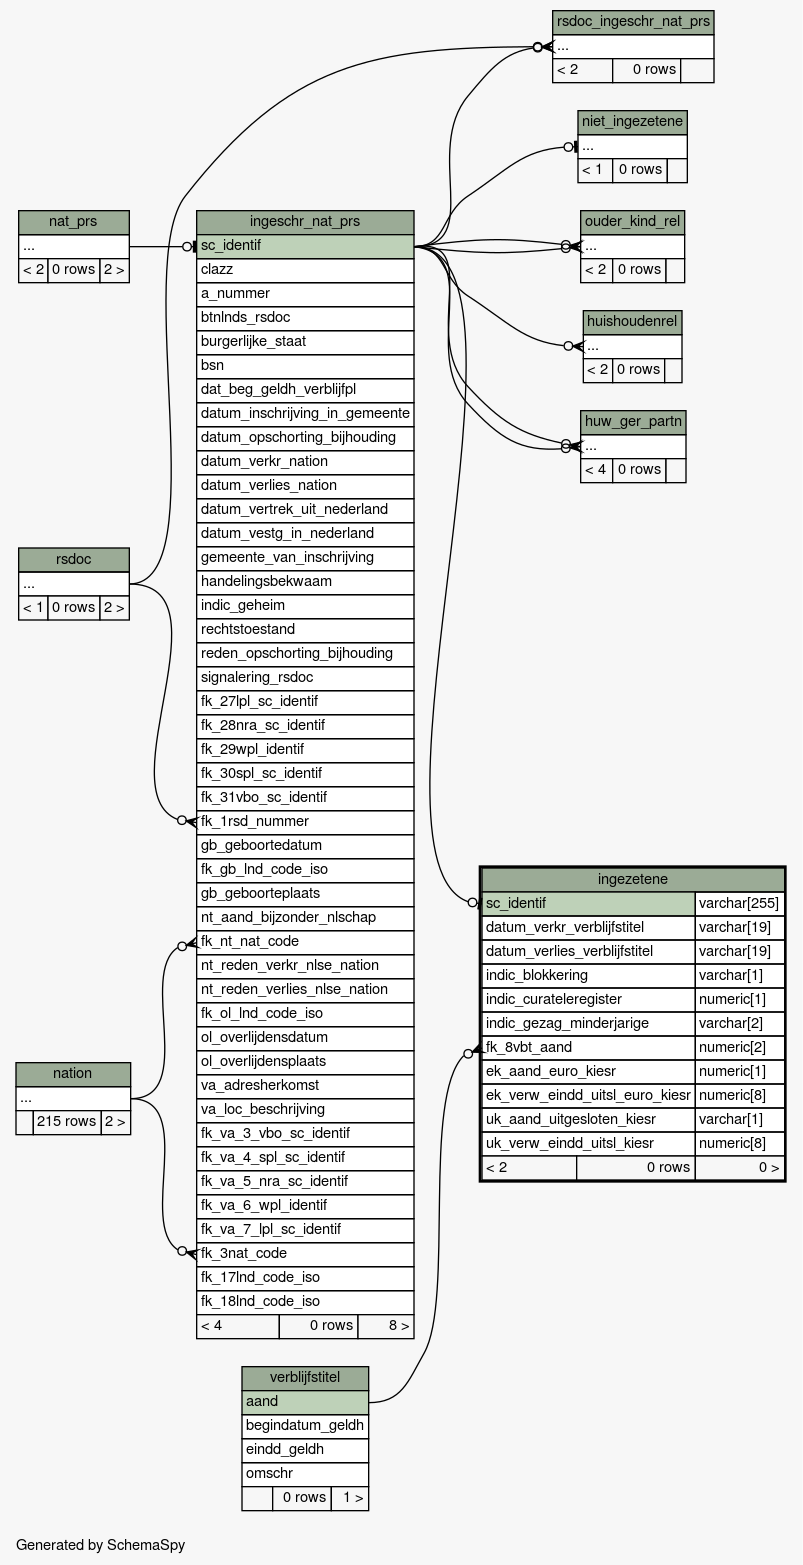 rsdoc_ingeschr_nat_prs
...
< 2 0 rows
niet_ingezetene
...
< 1 0 rows
nat_prs
...
< 2 0 rows 2 >
ouder_kind_rel
...
< 2 0 rows
huishoudenrel
...
< 2 0 rows
huw_ger_partn
...
< 4 0 rows
rsdoc
...
< 1 0 rows 2 >
nation
...
215 rows 2 >
ingeschr_nat_prs
sc_identif
clazz
a_nummer
btnlnds_rsdoc
burgerlijke_staat
bsn
dat_beg_geldh_verblijfpl
datum_inschrijving_in_gemeente
datum_opschorting_bijhouding
datum_verkr_nation
datum_verlies_nation
datum_vertrek_uit_nederland
datum_vestg_in_nederland
gemeente_van_inschrijving
handelingsbekwaam
indic_geheim
rechtstoestand
reden_opschorting_bijhouding
signalering_rsdoc
fk_27lpl_sc_identif
fk_28nra_sc_identif
fk_29wpl_identif
fk_30spl_sc_identif
fk_31vbo_sc_identif
fk_1rsd_nummer
gb_geboortedatum
fk_gb_lnd_code_iso
gb_geboorteplaats
nt_aand_bijzonder_nlschap
fk_nt_nat_code
nt_reden_verkr_nlse_nation
nt_reden_verlies_nlse_nation
fk_ol_lnd_code_iso
ol_overlijdensdatum
ol_overlijdensplaats
va_adresherkomst
va_loc_beschrijving
fk_va_3_vbo_sc_identif
fk_va_4_spl_sc_identif
fk_va_5_nra_sc_identif
fk_va_6_wpl_identif
fk_va_7_lpl_sc_identif
fk_3nat_code
fk_17lnd_code_iso
fk_18lnd_code_iso
< 4 0 rows 8 >
ingezetene
sc_identif varchar[255]
datum_verkr_verblijfstitel varchar[19]
datum_verlies_verblijfstitel varchar[19]
indic_blokkering varchar[1]
indic_curateleregister numeric[1]
indic_gezag_minderjarige varchar[2]
fk_8vbt_aand numeric[2]
ek_aand_euro_kiesr numeric[1]
ek_verw_eindd_uitsl_euro_kiesr numeric[8]
uk_aand_uitgesloten_kiesr varchar[1]
uk_verw_eindd_uitsl_kiesr numeric[8]
< 2 0 rows 0 >
verblijfstitel
aand
begindatum_geldh
eindd_geldh
omschr
0 rows 1 >
Generated by SchemaSpy